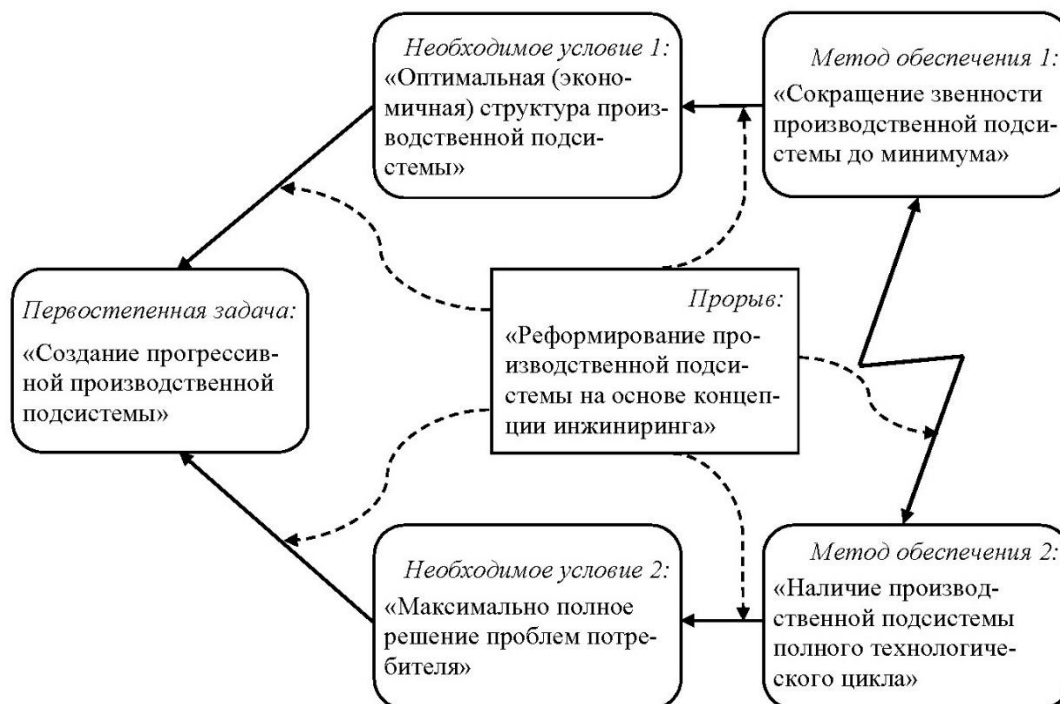 Необходимое условие 1:
«Оптимальная (эконо-
мичная) структура произ-
водственной подси-
стемы»
Метод обеспечения 1:
«Сокращение звенности
производственной подси-
стемы до минимума»
Первостепенная задача:
«Создание прогрессив-
ной производственной
подсистемы»
Прорыв:
«Реформирование про-
изводственной подси-
стемы на основе концеп-
ции инжиниринга»
Необходимое условие 2:
«Максимально полное
решение проблем потре-
бителя»
Метод обеспечения 2:
«Наличие производ-
ственной подсистемы
полного технологиче-
ского цикла»